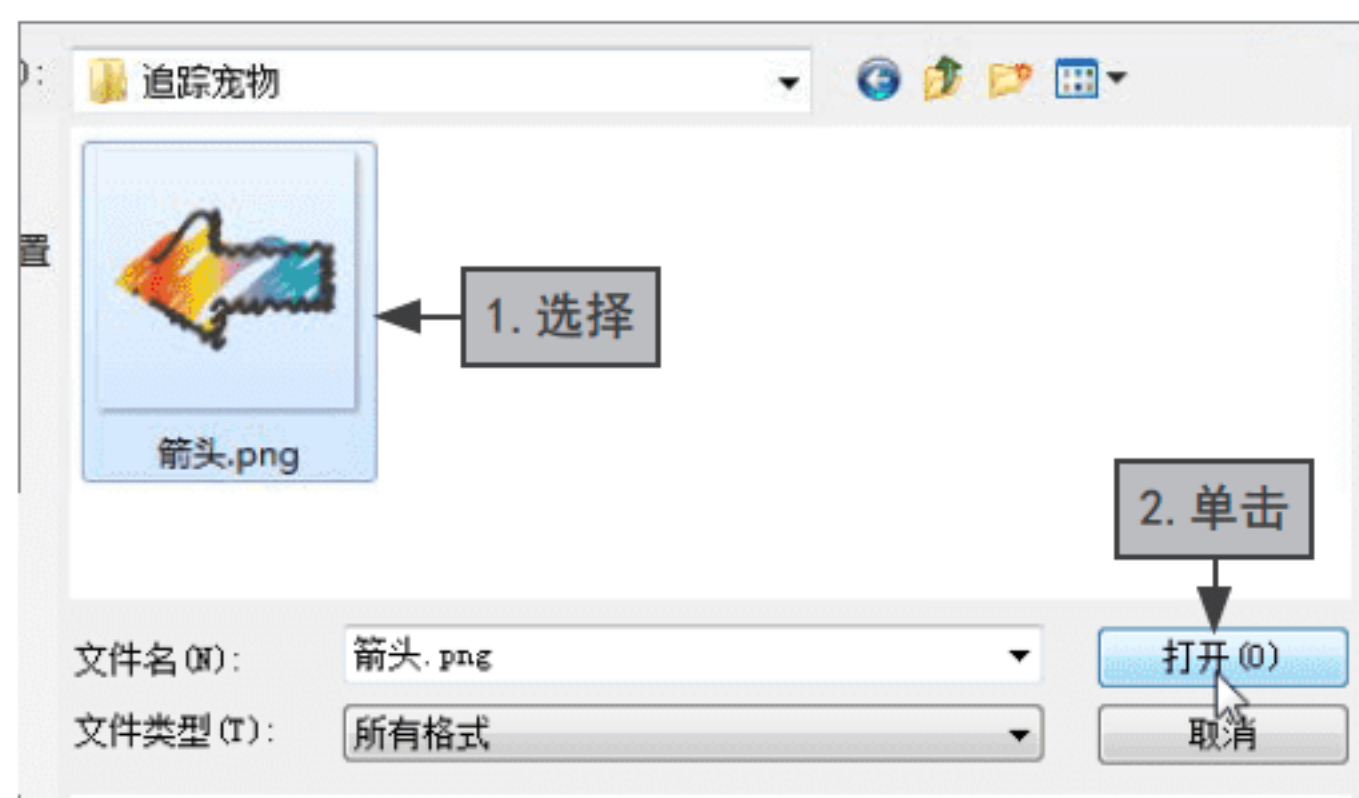 ): 追踪宠物
置
1. 选择
箭头.png
2. 单击
文件名(N): 箭头.png 打开(O)
文件类型(T): 所有格式 取消